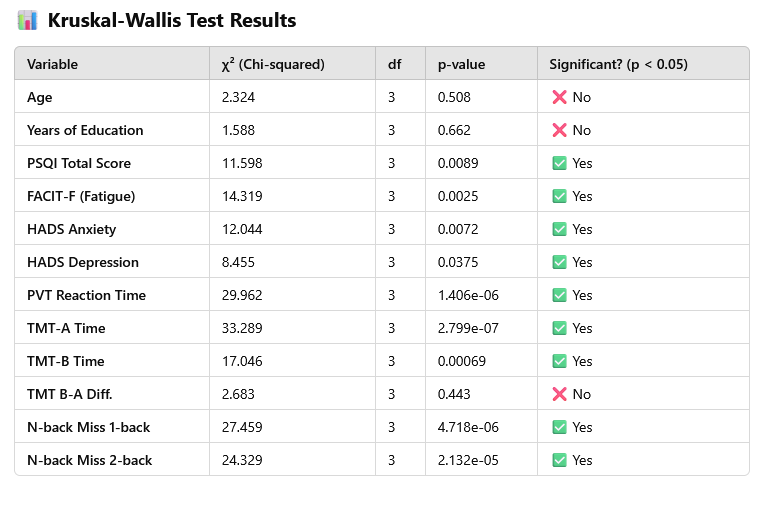 📊 Kruskal-Wallis Test Results
Variable χ² (Chi-squared) df p-value Significant? (p < 0.05)
Age 2.324 3 0.508 ❌ No
Years of Education 1.588 3 0.662 ❌ No
PSQI Total Score 11.598 3 0.0089 ✅ Yes
FACIT-F (Fatigue) 14.319 3 0.0025 ✅ Yes
HADS Anxiety 12.044 3 0.0072 ✅ Yes
HADS Depression 8.455 3 0.0375 ✅ Yes
PVT Reaction Time 29.962 3 1.406e-06 ✅ Yes
TMT-A Time 33.289 3 2.799e-07 ✅ Yes
TMT-B Time 17.046 3 0.00069 ✅ Yes
TMT B-A Diff. 2.683 3 0.443 ❌ No
N-back Miss 1-back 27.459 3 4.718e-06 ✅ Yes
N-back Miss 2-back 24.329 3 2.132e-05 ✅ Yes